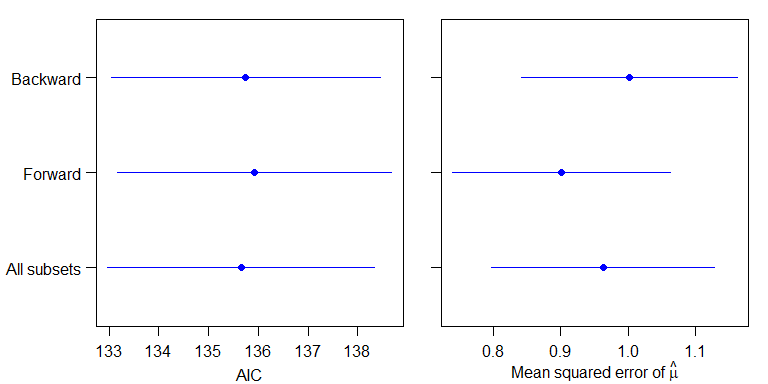 Backward
Forward
All subsets
133 134 135 136 137 138
AIC
0.8 0.9 1.0 1.1
Mean squared error of μ̂